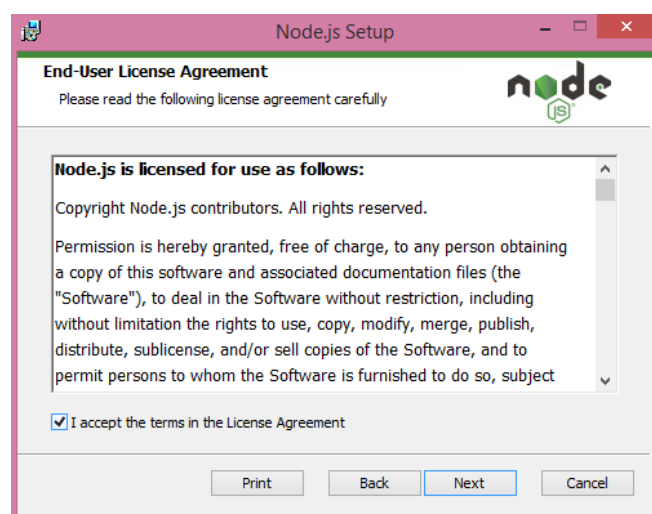 Node.js Setup
End-User License Agreement
Please read the following license agreement carefully
node
JS
Node.js is licensed for use as follows:
Copyright Node.js contributors. All rights reserved.
Permission is hereby granted, free of charge, to any person obtaining
a copy of this software and associated documentation files (the
"Software"), to deal in the Software without restriction, including
without limitation the rights to use, copy, modify, merge, publish,
distribute, sublicense, and/or sell copies of the Software, and to
permit persons to whom the Software is furnished to do so, subject
I accept the terms in the License Agreement
Print Back Next Cancel